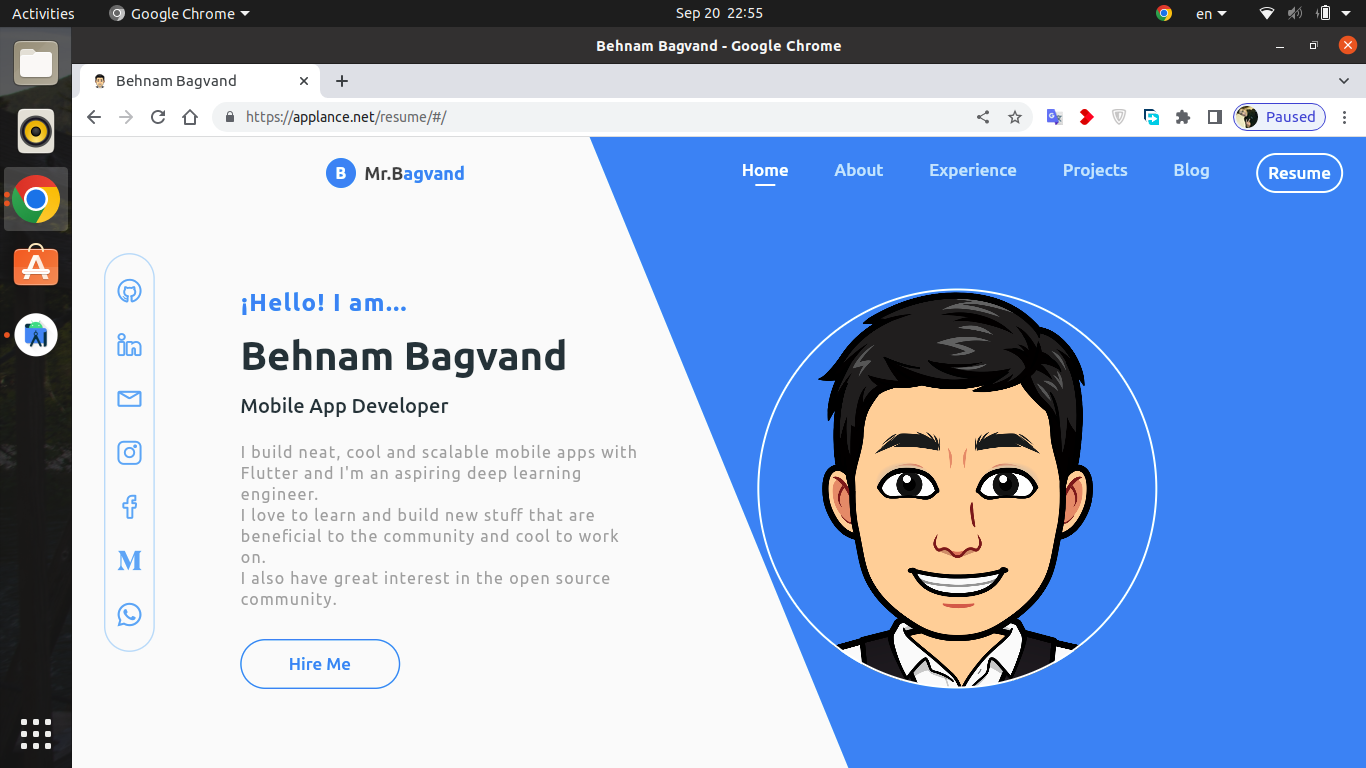 Activities Google Chrome Sep 20 22:55 en
Behnam Bagvand - Google Chrome
Behnam Bagvand
https://applance.net/resume/#/ Paused
B Mr.Bagvand Home About Experience Projects Blog Resume
¡Hello! I am...
Behnam Bagvand
Mobile App Developer
I build neat, cool and scalable mobile apps with
Flutter and I'm an aspiring deep learning
engineer.
I love to learn and build new stuff that are
beneficial to the community and cool to work
on.
I also have great interest in the open source
community.
Hire Me